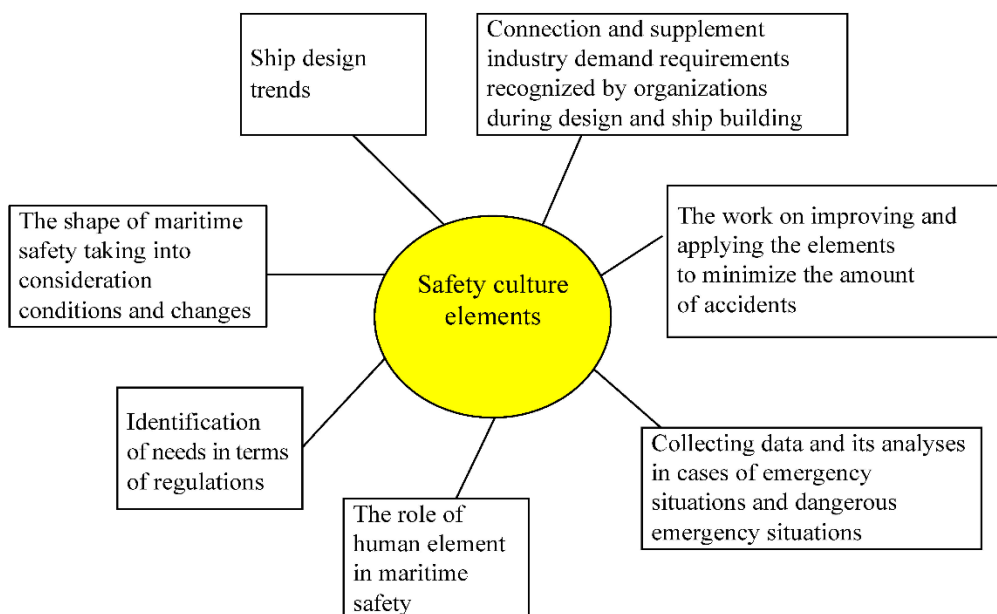 Ship design
trends
Connection and supplement
industry demand requirements
recognized by organizations
during design and ship building
The shape of maritime
safety taking into
consideration
conditions and changes
Safety culture
elements
The work on improving and
applying the elements
to minimize the amount
of accidents
Identification
of needs in terms
of regulations
The role of
human element
in maritime
safety
Collecting data and its analyses
in cases of emergency
situations and dangerous
emergency situations